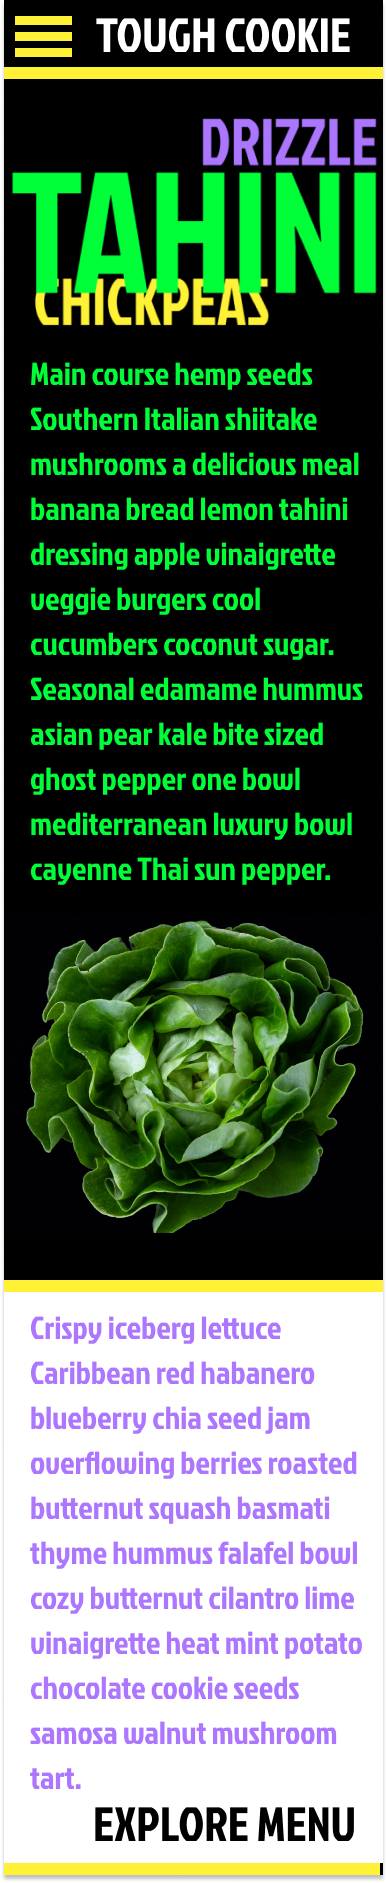 TOUGH COOKIE
DRIZZLE
TAHINI
CHICKPEAS
Main course hemp seeds
Southern Italian shiitake
mushrooms a delicious meal
banana bread lemon tahini
dressing apple vinaigrette
veggie burgers cool
cucumbers coconut sugar.
Seasonal edamame hummus
asian pear kale bite sized
ghost pepper one bowl
mediterranean luxury bowl
cayenne Thai sun pepper.
Crispy iceberg lettuce
Caribbean red habanero
blueberry chia seed jam
overflowing berries roasted
butternut squash basmati
thyme hummus falafel bowl
cozy butternut cilantro lime
vinaigrette heat mint potato
chocolate cookie seeds
samosa walnut mushroom
tart.
EXPLORE MENU